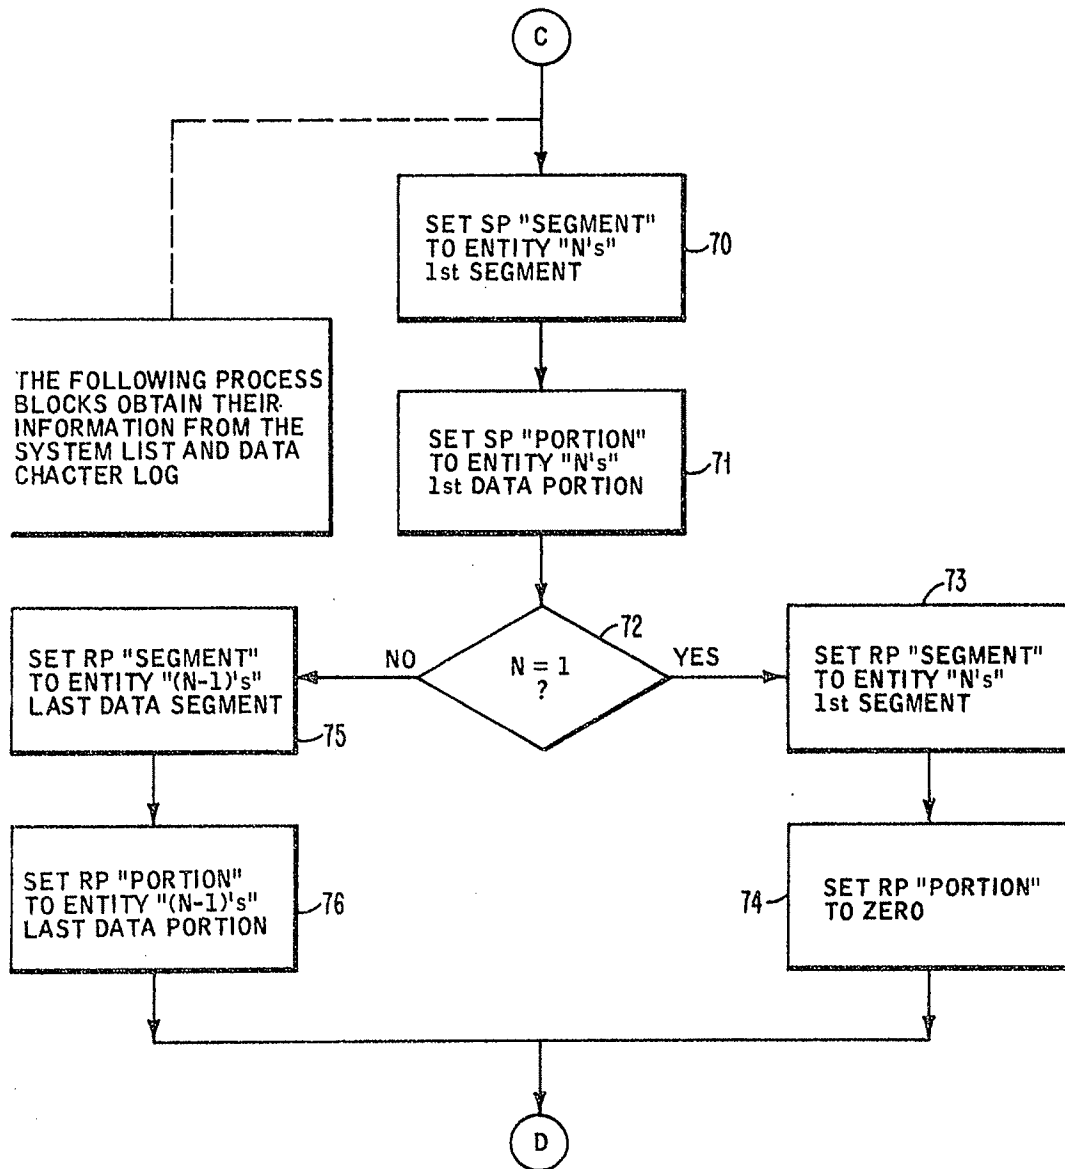 C
SET SP "SEGMENT"
TO ENTITY "N's"
1st SEGMENT
70
THE FOLLOWING PROCESS
BLOCKS OBTAIN THEIR
INFORMATION FROM THE
SYSTEM LIST AND DATA
CHACTER LOG
SET SP "PORTION"
TO ENTITY "N's"
1st DATA PORTION
71
72
N = 1
?
NO
YES
73
SET RP "SEGMENT"
TO ENTITY "N's"
1st SEGMENT
SET RP "SEGMENT"
TO ENTITY "(N-1)'s"
LAST DATA SEGMENT
75
SET RP "PORTION"
TO ENTITY "(N-1)'s"
LAST DATA PORTION
76
74
SET RP "PORTION"
TO ZERO
D